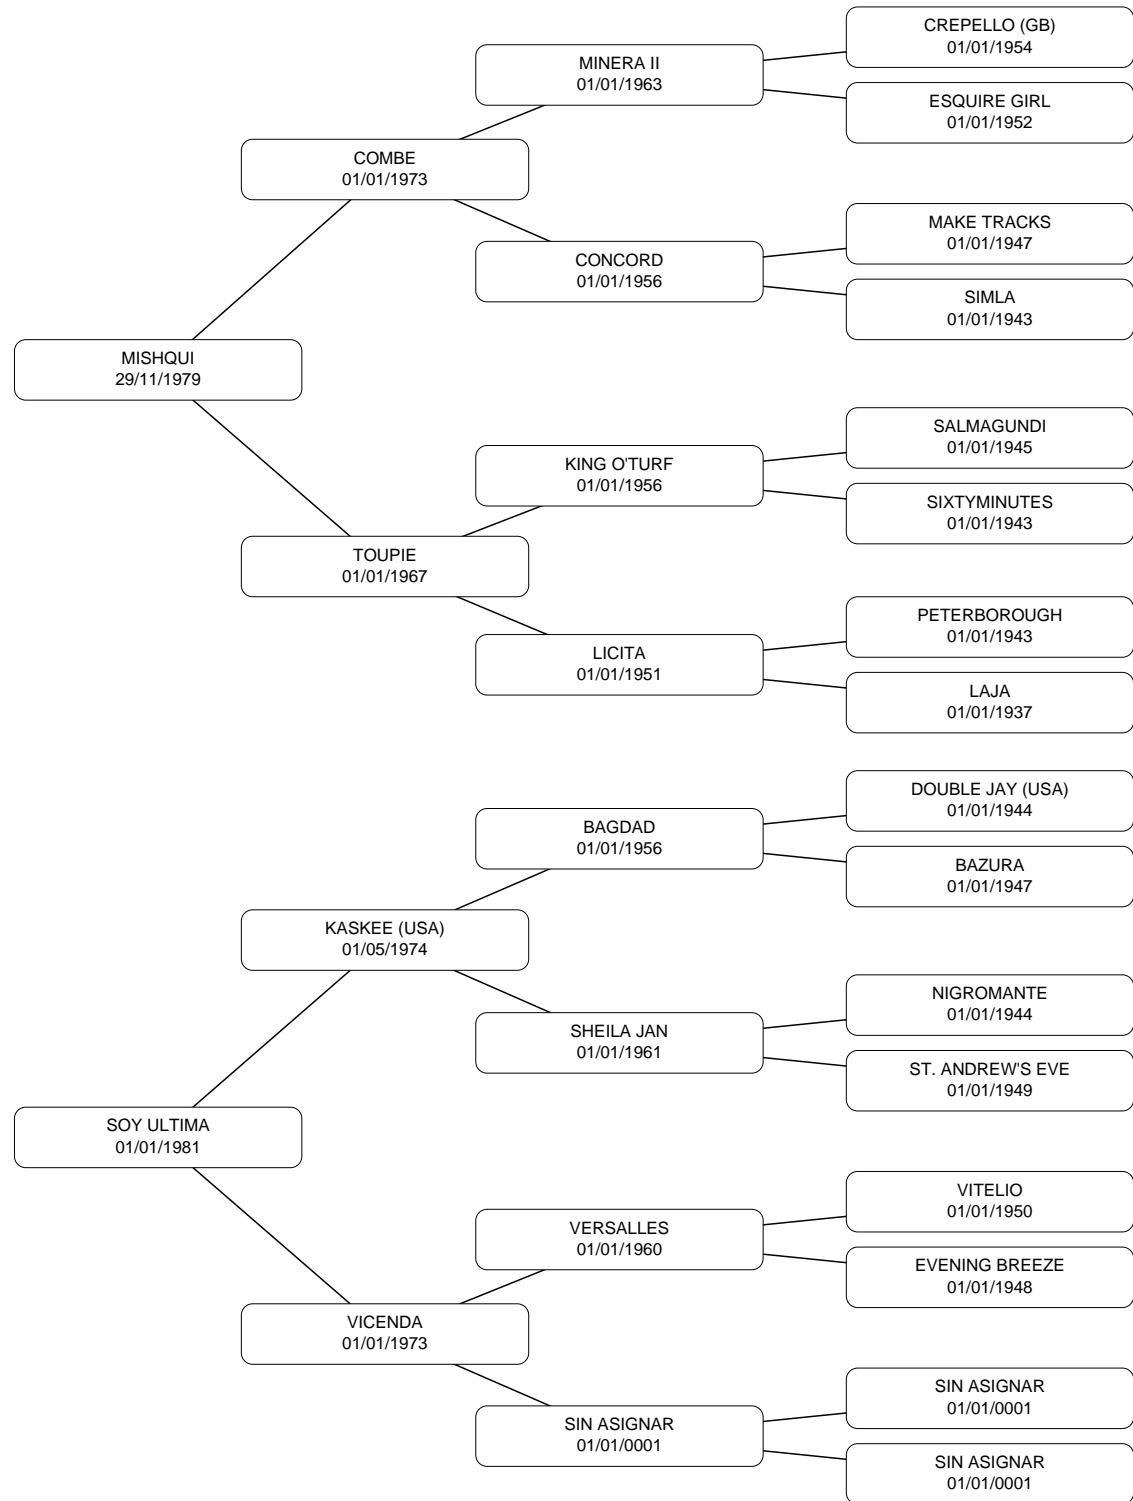 CREPELLO (GB)
01/01/1954
MINERA II
01/01/1963
ESQUIRE GIRL
01/01/1952
COMBE
01/01/1973
MAKE TRACKS
01/01/1947
CONCORD
01/01/1956
SIMLA
01/01/1943
MISHQUI
29/11/1979
SALMAGUNDI
01/01/1945
KING O'TURF
01/01/1956
SIXTYMINUTES
01/01/1943
TOUPIE
01/01/1967
PETERBOROUGH
01/01/1943
LICITA
01/01/1951
LAJA
01/01/1937
DOUBLE JAY (USA)
01/01/1944
BAGDAD
01/01/1956
BAZURA
01/01/1947
KASKEE (USA)
01/05/1974
NIGROMANTE
01/01/1944
SHEILA JAN
01/01/1961
ST. ANDREW'S EVE
01/01/1949
SOY ULTIMA
01/01/1981
VITELIO
01/01/1950
VERSALLES
01/01/1960
EVENING BREEZE
01/01/1948
VICENDA
01/01/1973
SIN ASIGNAR
01/01/0001
SIN ASIGNAR
01/01/0001
SIN ASIGNAR
01/01/0001